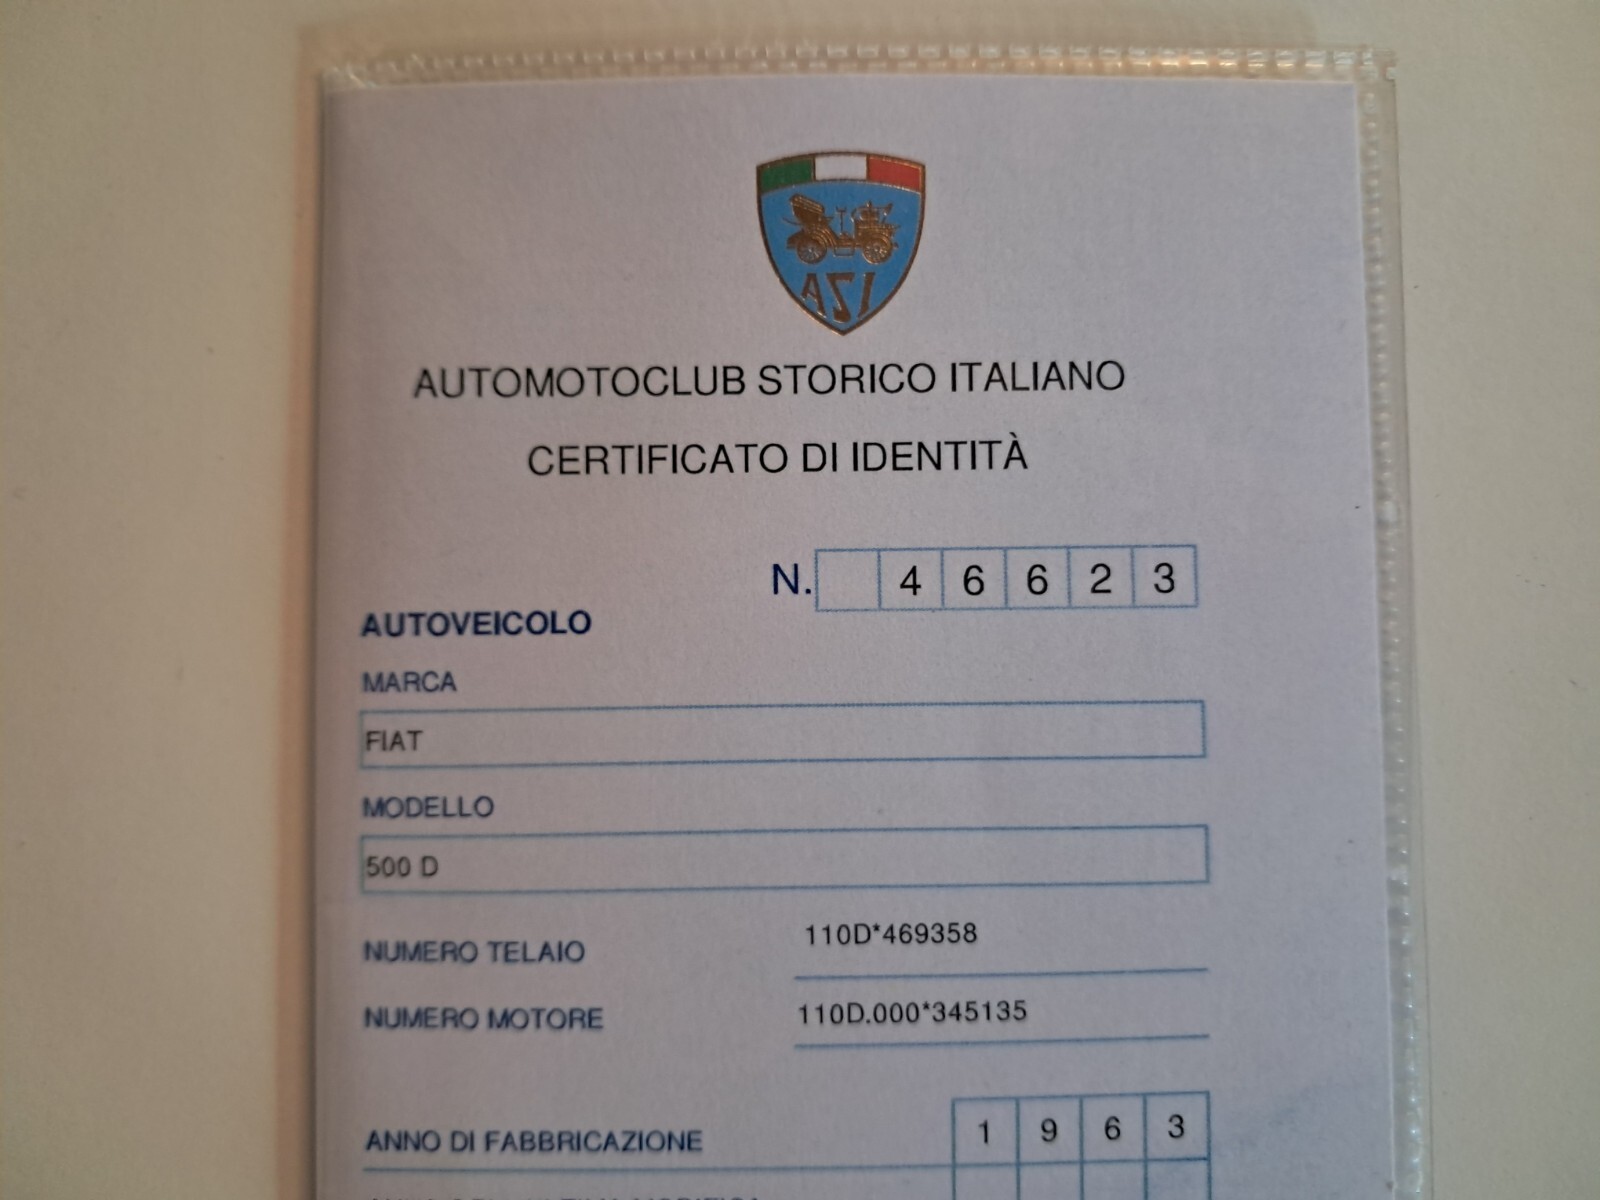 ASI
AUTOMOTOCLUB STORICO ITALIANO
CERTIFICATO DI IDENTITÀ
N. 46623
AUTOVEICOLO
MARCA
FIAT
MODELLO
500 D
NUMERO TELAIO 110D*469358
NUMERO MOTORE 110D.000*345135
ANNO DI FABBRICAZIONE 1963